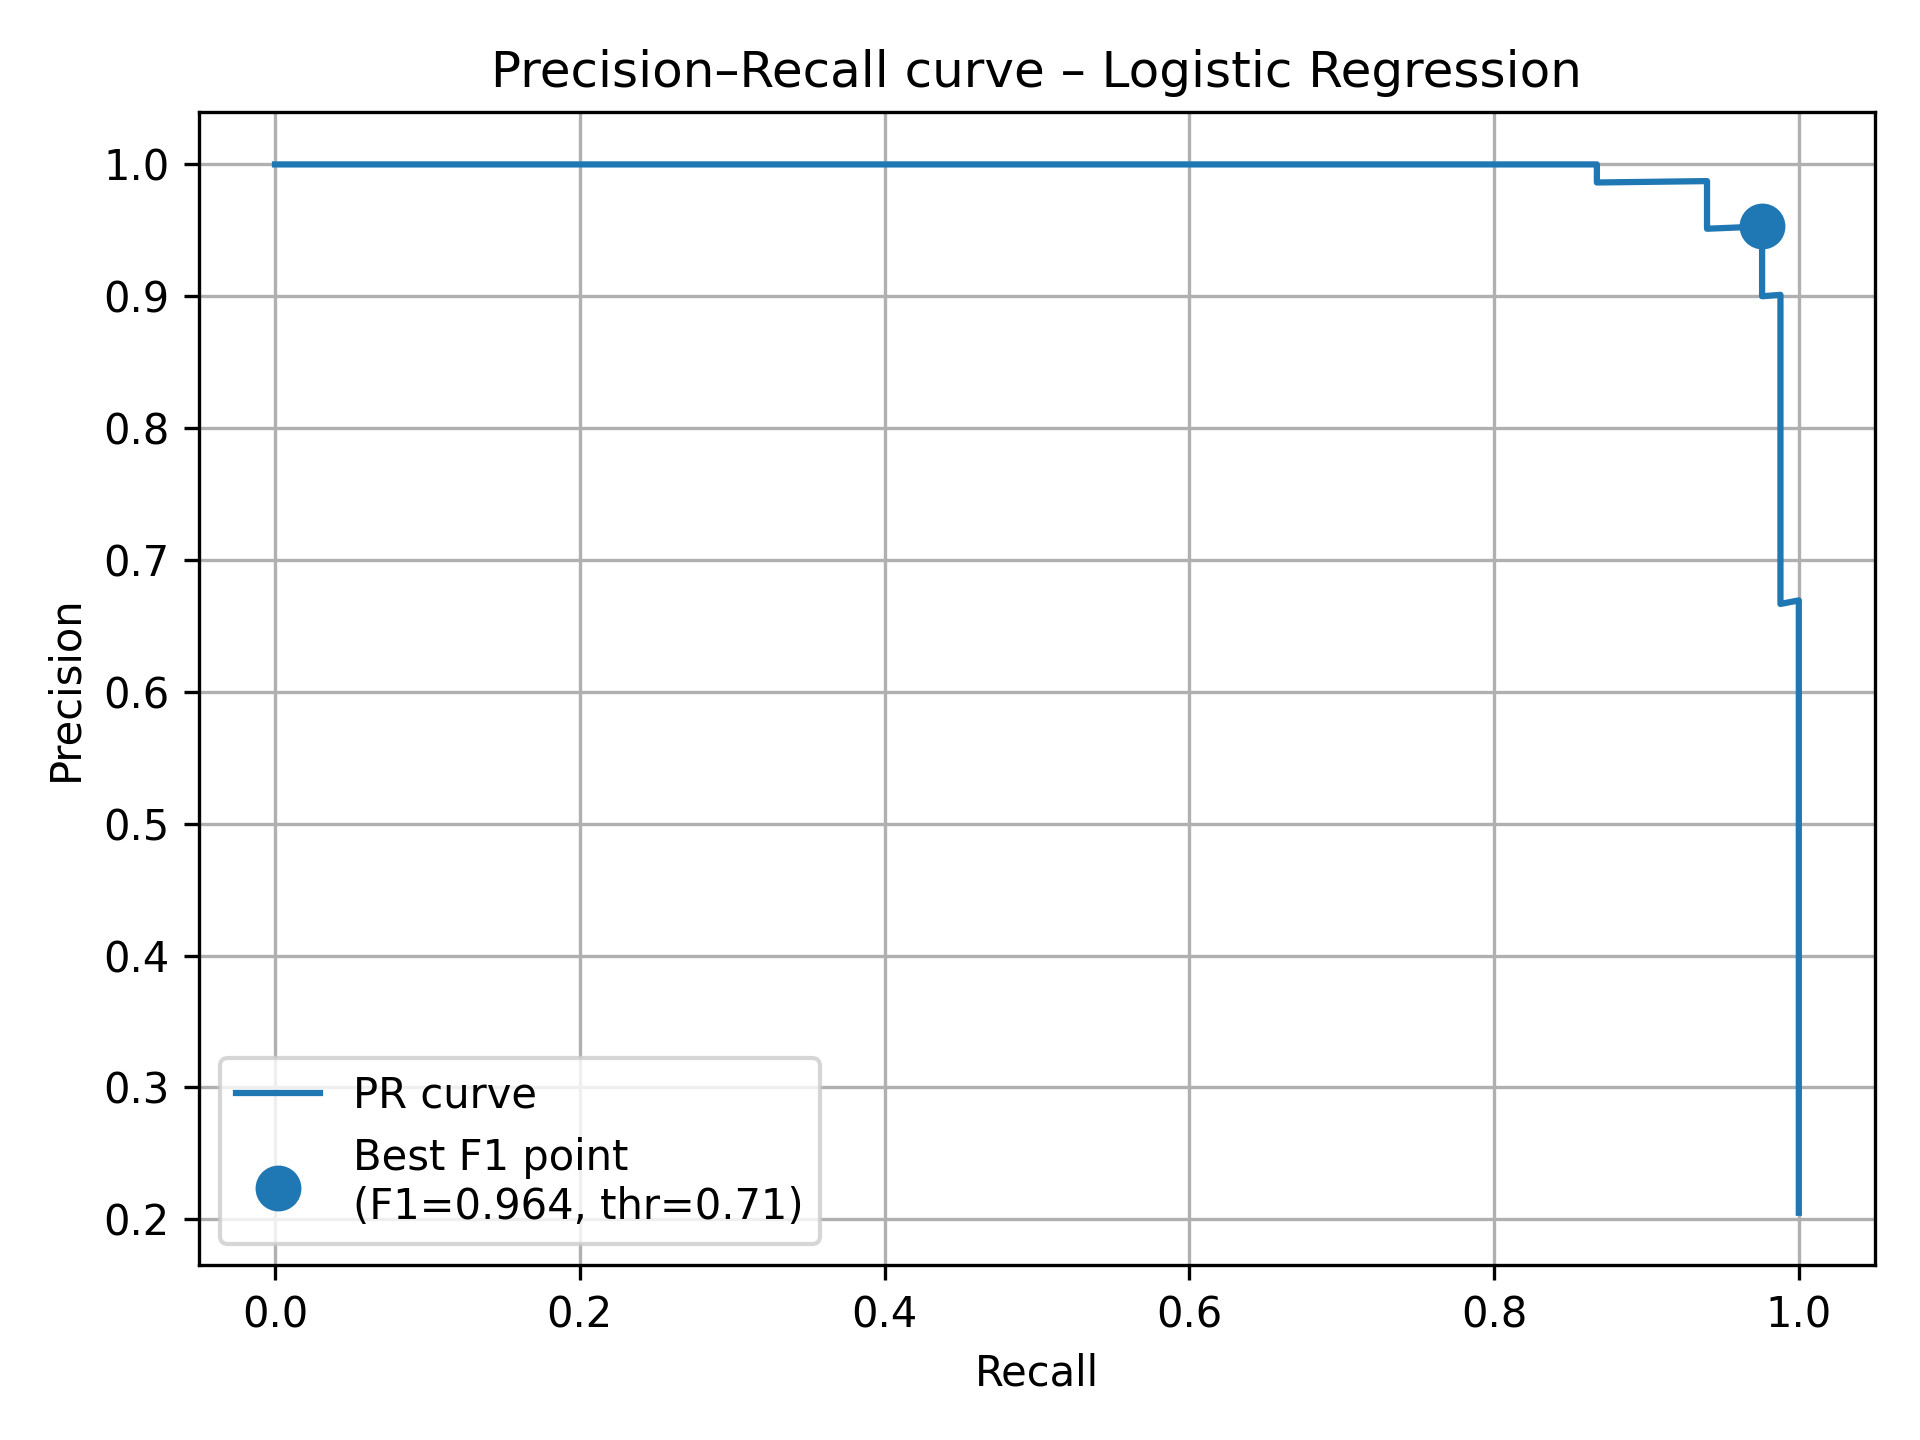 Precision–Recall curve – Logistic Regression
1.0
0.9
0.8
0.7
0.6
0.5
0.4
0.3
0.2
Precision
PR curve
Best F1 point
(F1=0.964, thr=0.71)
0.0 0.2 0.4 0.6 0.8 1.0
Recall